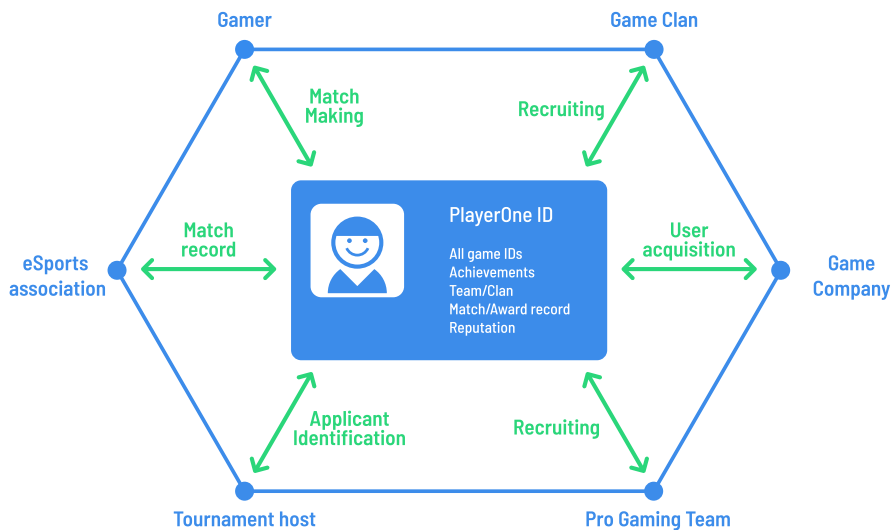 Gamer
Game Clan
Match
Making
Recruiting
PlayerOne ID
All game IDs
Achievements
Team/Clan
Match/Award record
Reputation
Match
record
User
acquisition
eSports
association
Game
Company
Applicant
Identification
Recruiting
Tournament host
Pro Gaming Team